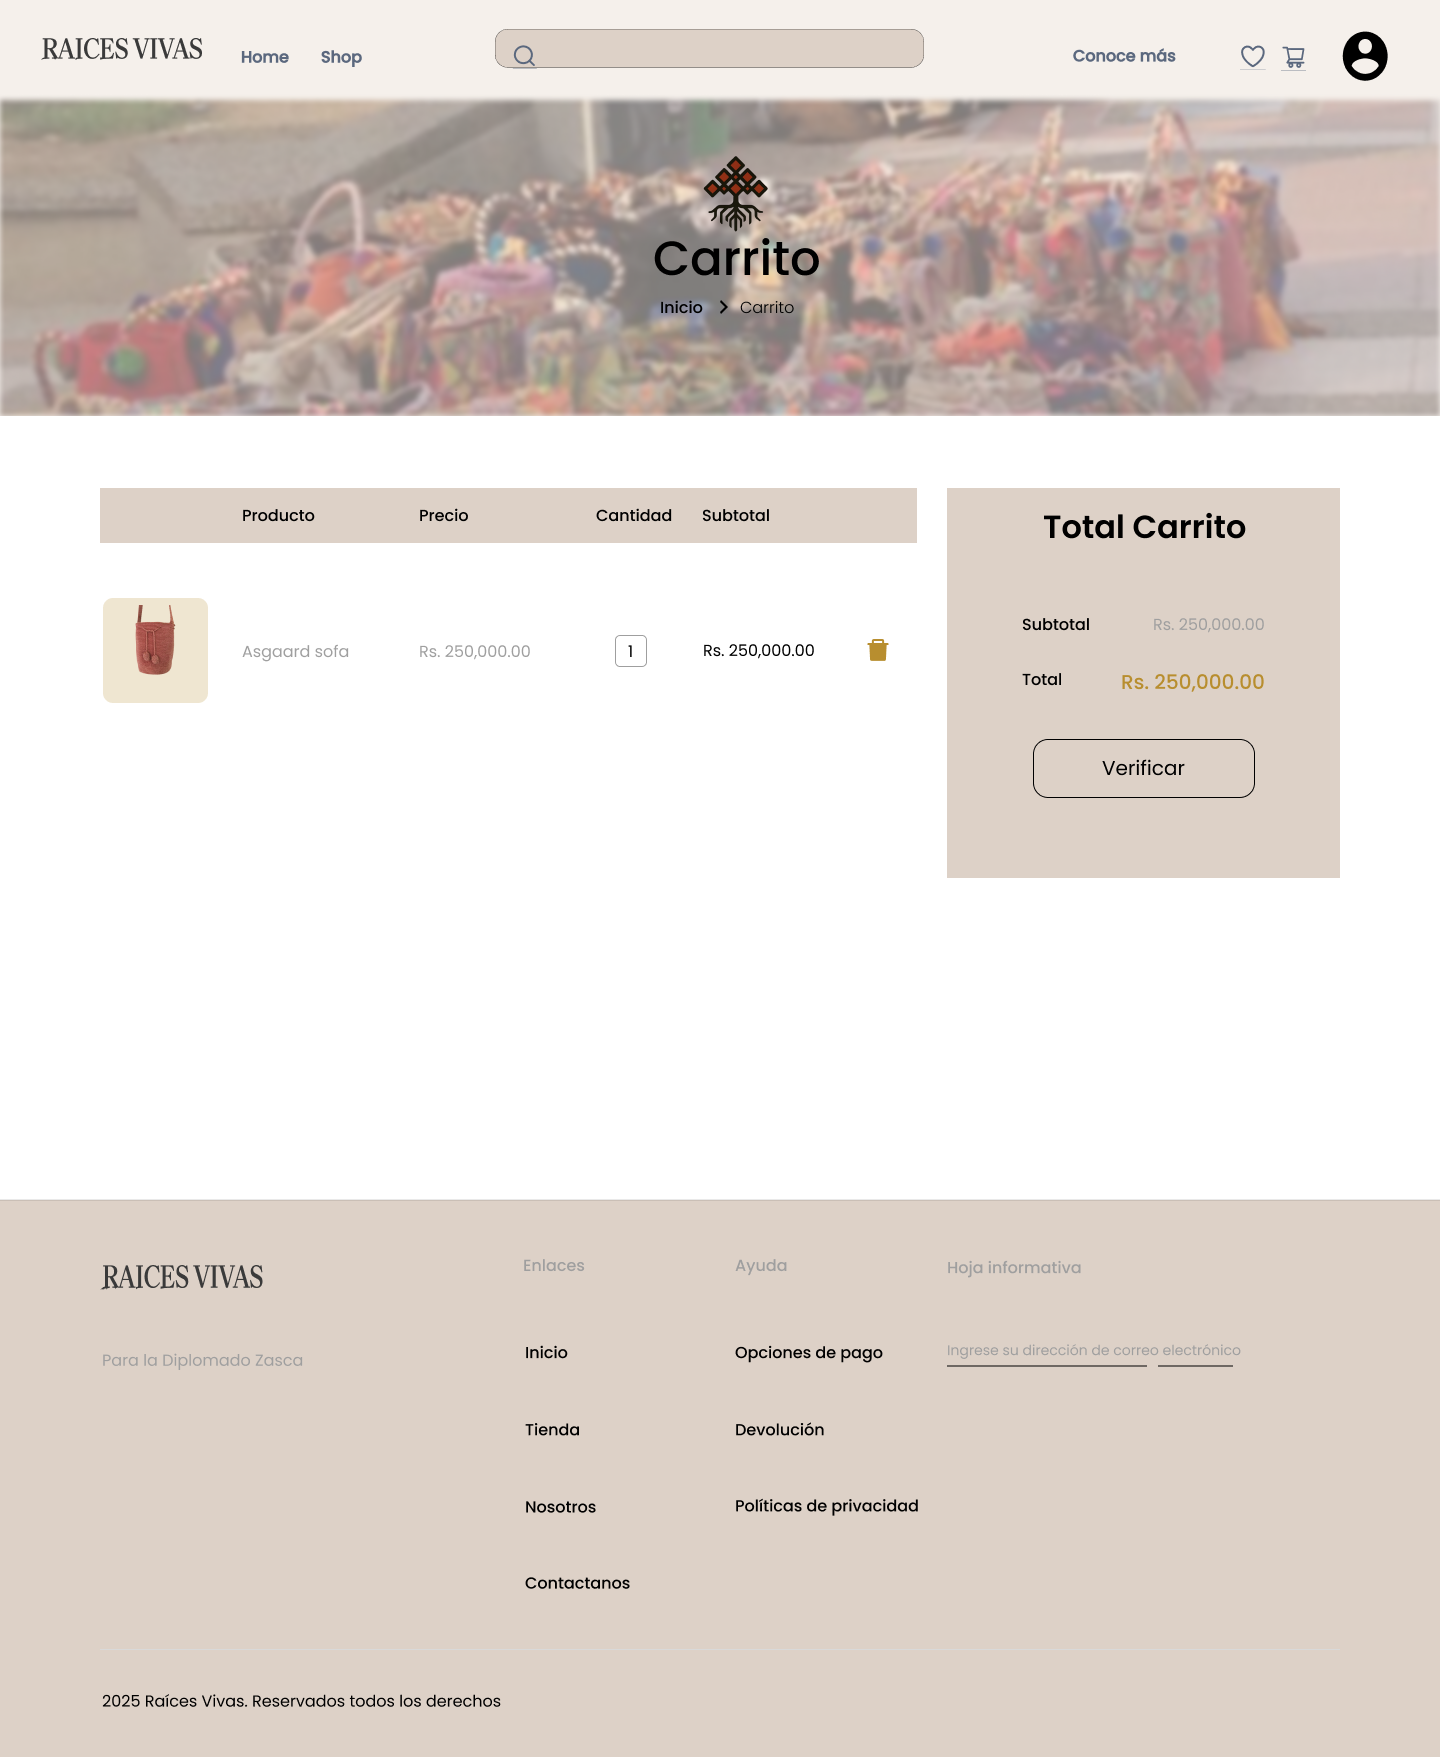 RAICES VIVAS
Home
Shop
Conoce más
Carrito
Inicio
Carrito
Producto
Precio
Cantidad
Subtotal
Asgaard sofa
Rs. 250,000.00
1
Rs. 250,000.00
Total Carrito
Subtotal
Rs. 250,000.00
Total
Rs. 250,000.00
Verificar
RAICES VIVAS
Para la Diplomado Zasca
Enlaces
Inicio
Tienda
Nosotros
Contactanos
Ayuda
Opciones de pago
Devolución
Políticas de privacidad
Hoja informativa
Ingrese su dirección de correo electrónico
2025 Raíces Vivas. Reservados todos los derechos